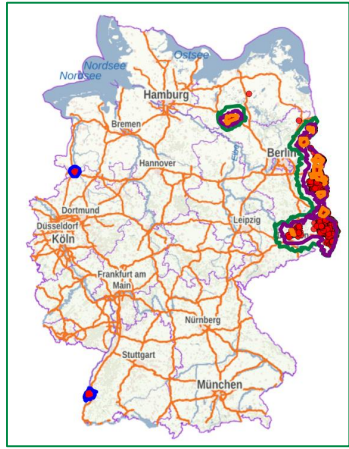 Ostsee
Nordsee
Nordsee
Hamburg
Bremen
Berlin
Hannover
Dortmund
Düsseldorf
Leipzig
Köln
Frankfurt am
Main
Nürnberg
Stuttgart
München